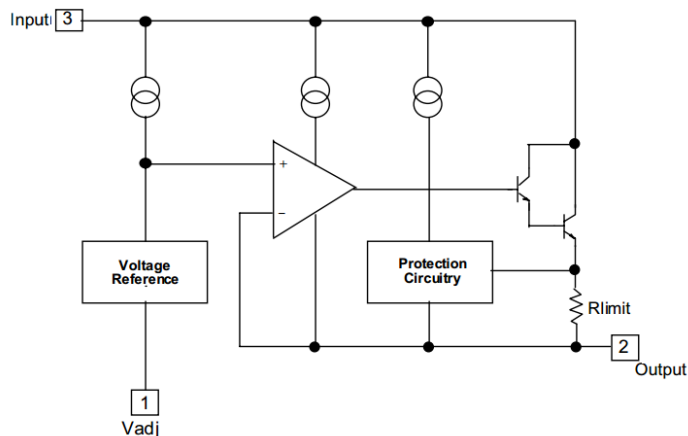 Input
3
+
−
Voltage
Reference
Protection
Circuitry
Rlimit
2
Output
1
Vadj